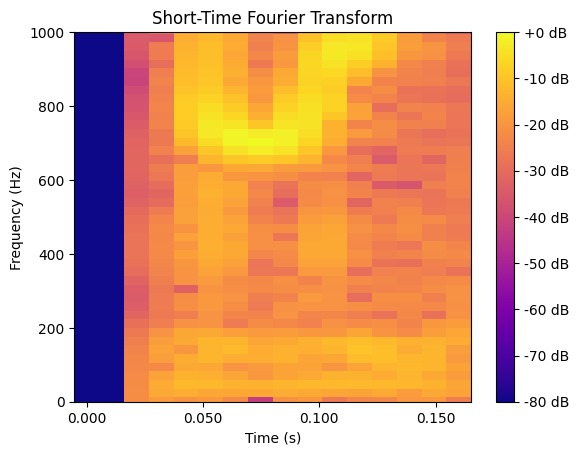 Short-Time Fourier Transform
Frequency (Hz)
1000
800
600
400
200
0
0.000
0.050
0.100
0.150
Time (s)
+0 dB
-10 dB
-20 dB
-30 dB
-40 dB
-50 dB
-60 dB
-70 dB
-80 dB